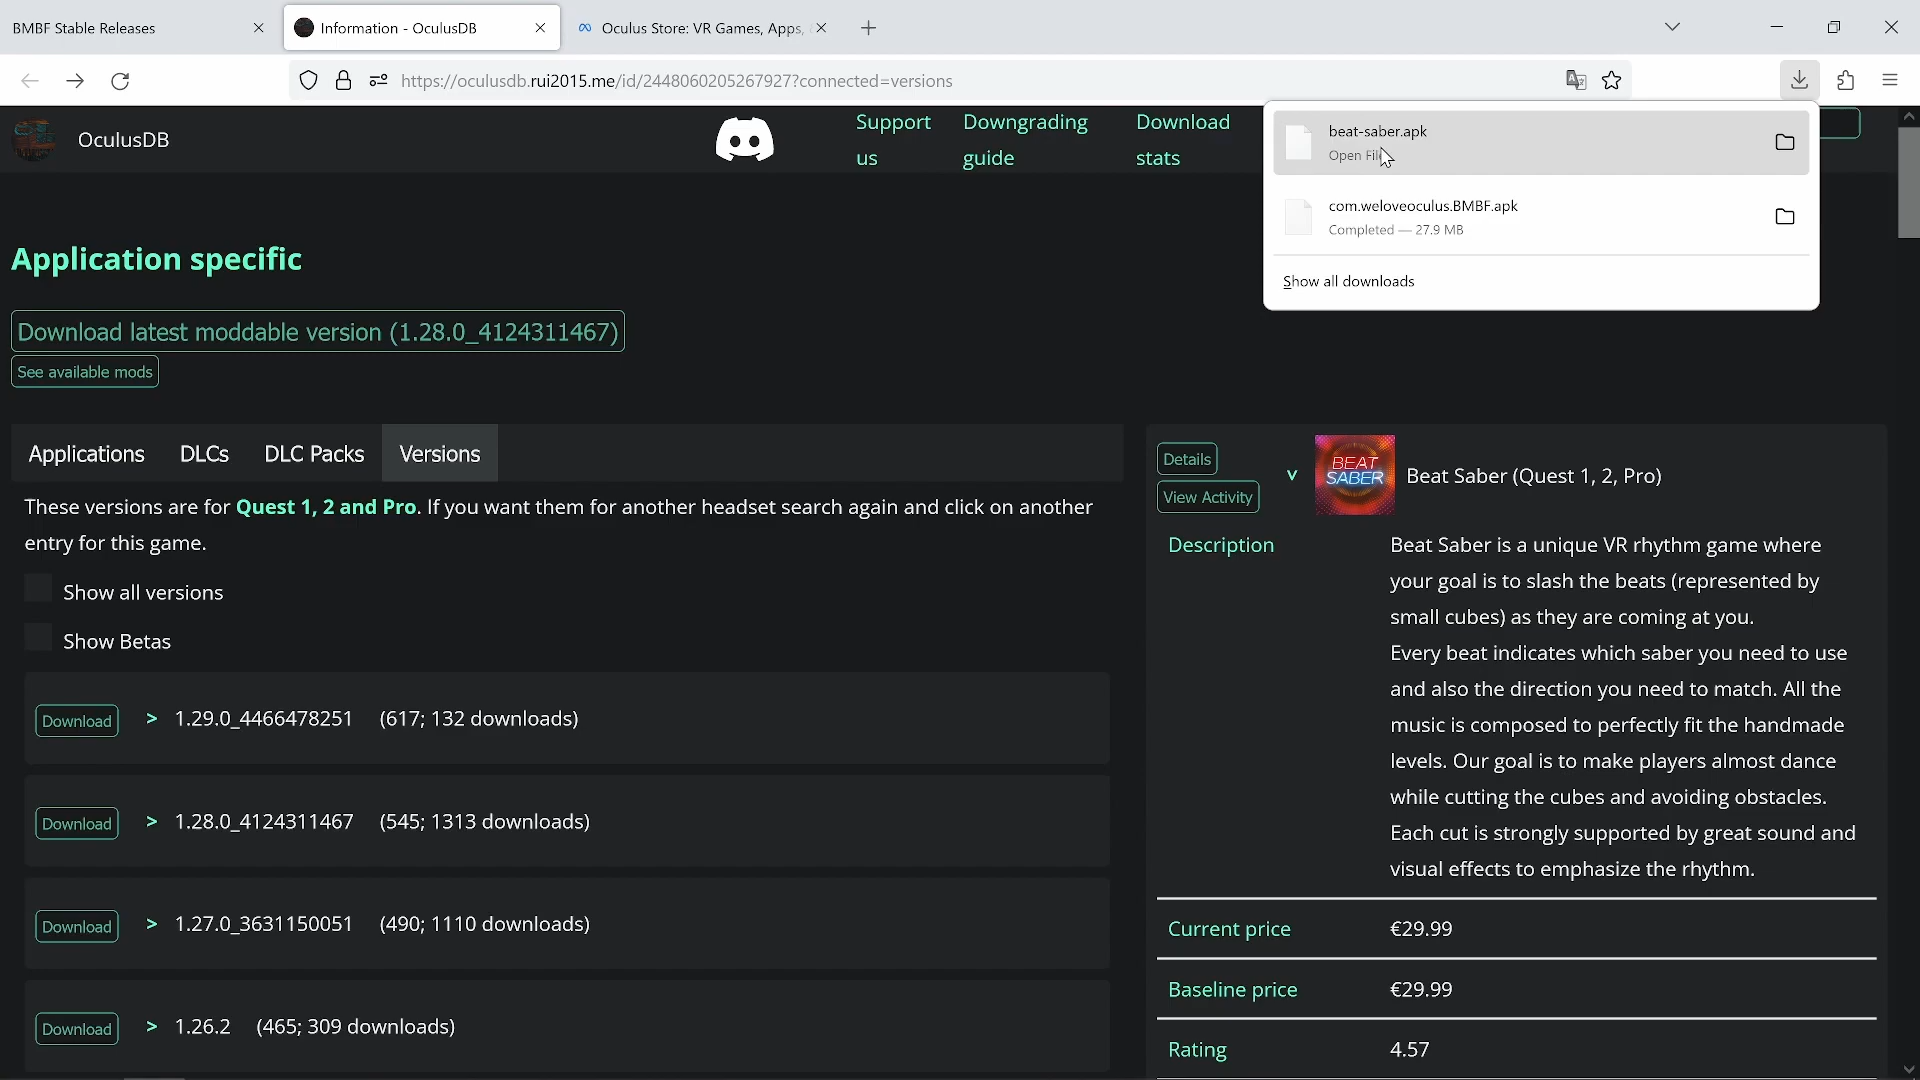 BMBF Stable Releases
Information - OculusDB
Oculus Store: VR Games, Apps,
https://oculusdb.rui2015.me/id/2448060205267927?connected=versions
OculusDB
Support us
Downgrading guide
Download stats
beat-saber.apk
Open Fil
com.weloveoculus.BMBF.apk
Completed — 27.9 MB
Show all downloads
Application specific
Download latest moddable version (1.28.0_4124311467)
See available mods
Applications DLCs DLC Packs Versions
These versions are for Quest 1, 2 and Pro. If you want them for another headset search again and click on another
entry for this game.
Show all versions
Show Betas
Download > 1.29.0_4466478251 (617; 132 downloads)
Download > 1.28.0_4124311467 (545; 1313 downloads)
Download > 1.27.0_3631150051 (490; 1110 downloads)
Download > 1.26.2 (465; 309 downloads)
Details
View Activity
v
BEAT
SABER
Beat Saber (Quest 1, 2, Pro)
Description
Beat Saber is a unique VR rhythm game where
your goal is to slash the beats (represented by
small cubes) as they are coming at you.
Every beat indicates which saber you need to use
and also the direction you need to match. All the
music is composed to perfectly fit the handmade
levels. Our goal is to make players almost dance
while cutting the cubes and avoiding obstacles.
Each cut is strongly supported by great sound and
visual effects to emphasize the rhythm.
Current price €29.99
Baseline price €29.99
Rating 4.57